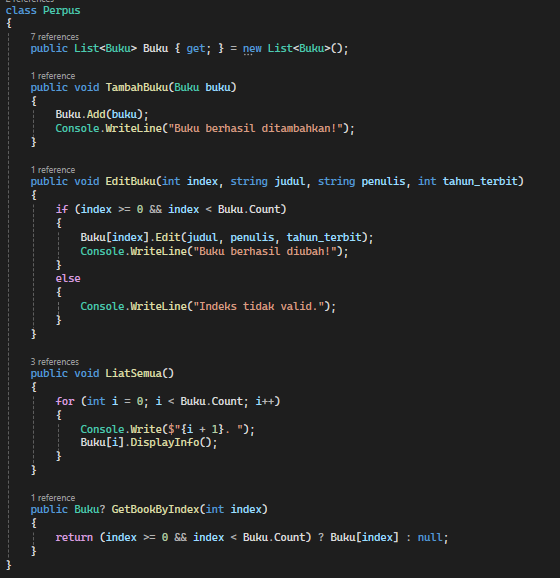 2 references
class Perpus
{
7 references
public List<Buku> Buku { get; } = new List<Buku>();
1 reference
public void TambahBuku(Buku buku)
{
Buku.Add(buku);
Console.WriteLine("Buku berhasil ditambahkan!");
}
1 reference
public void EditBuku(int index, string judul, string penulis, int tahun_terbit)
{
if (index >= 0 && index < Buku.Count)
{
Buku[index].Edit(judul, penulis, tahun_terbit);
Console.WriteLine("Buku berhasil diubah!");
}
else
{
Console.WriteLine("Indeks tidak valid.");
}
}
3 references
public void LiatSemua()
{
for (int i = 0; i < Buku.Count; i++)
{
Console.Write($"{i + 1}. ");
Buku[i].DisplayInfo();
}
}
1 reference
public Buku? GetBookByIndex(int index)
{
return (index >= 0 && index < Buku.Count) ? Buku[index] : null;
}
}